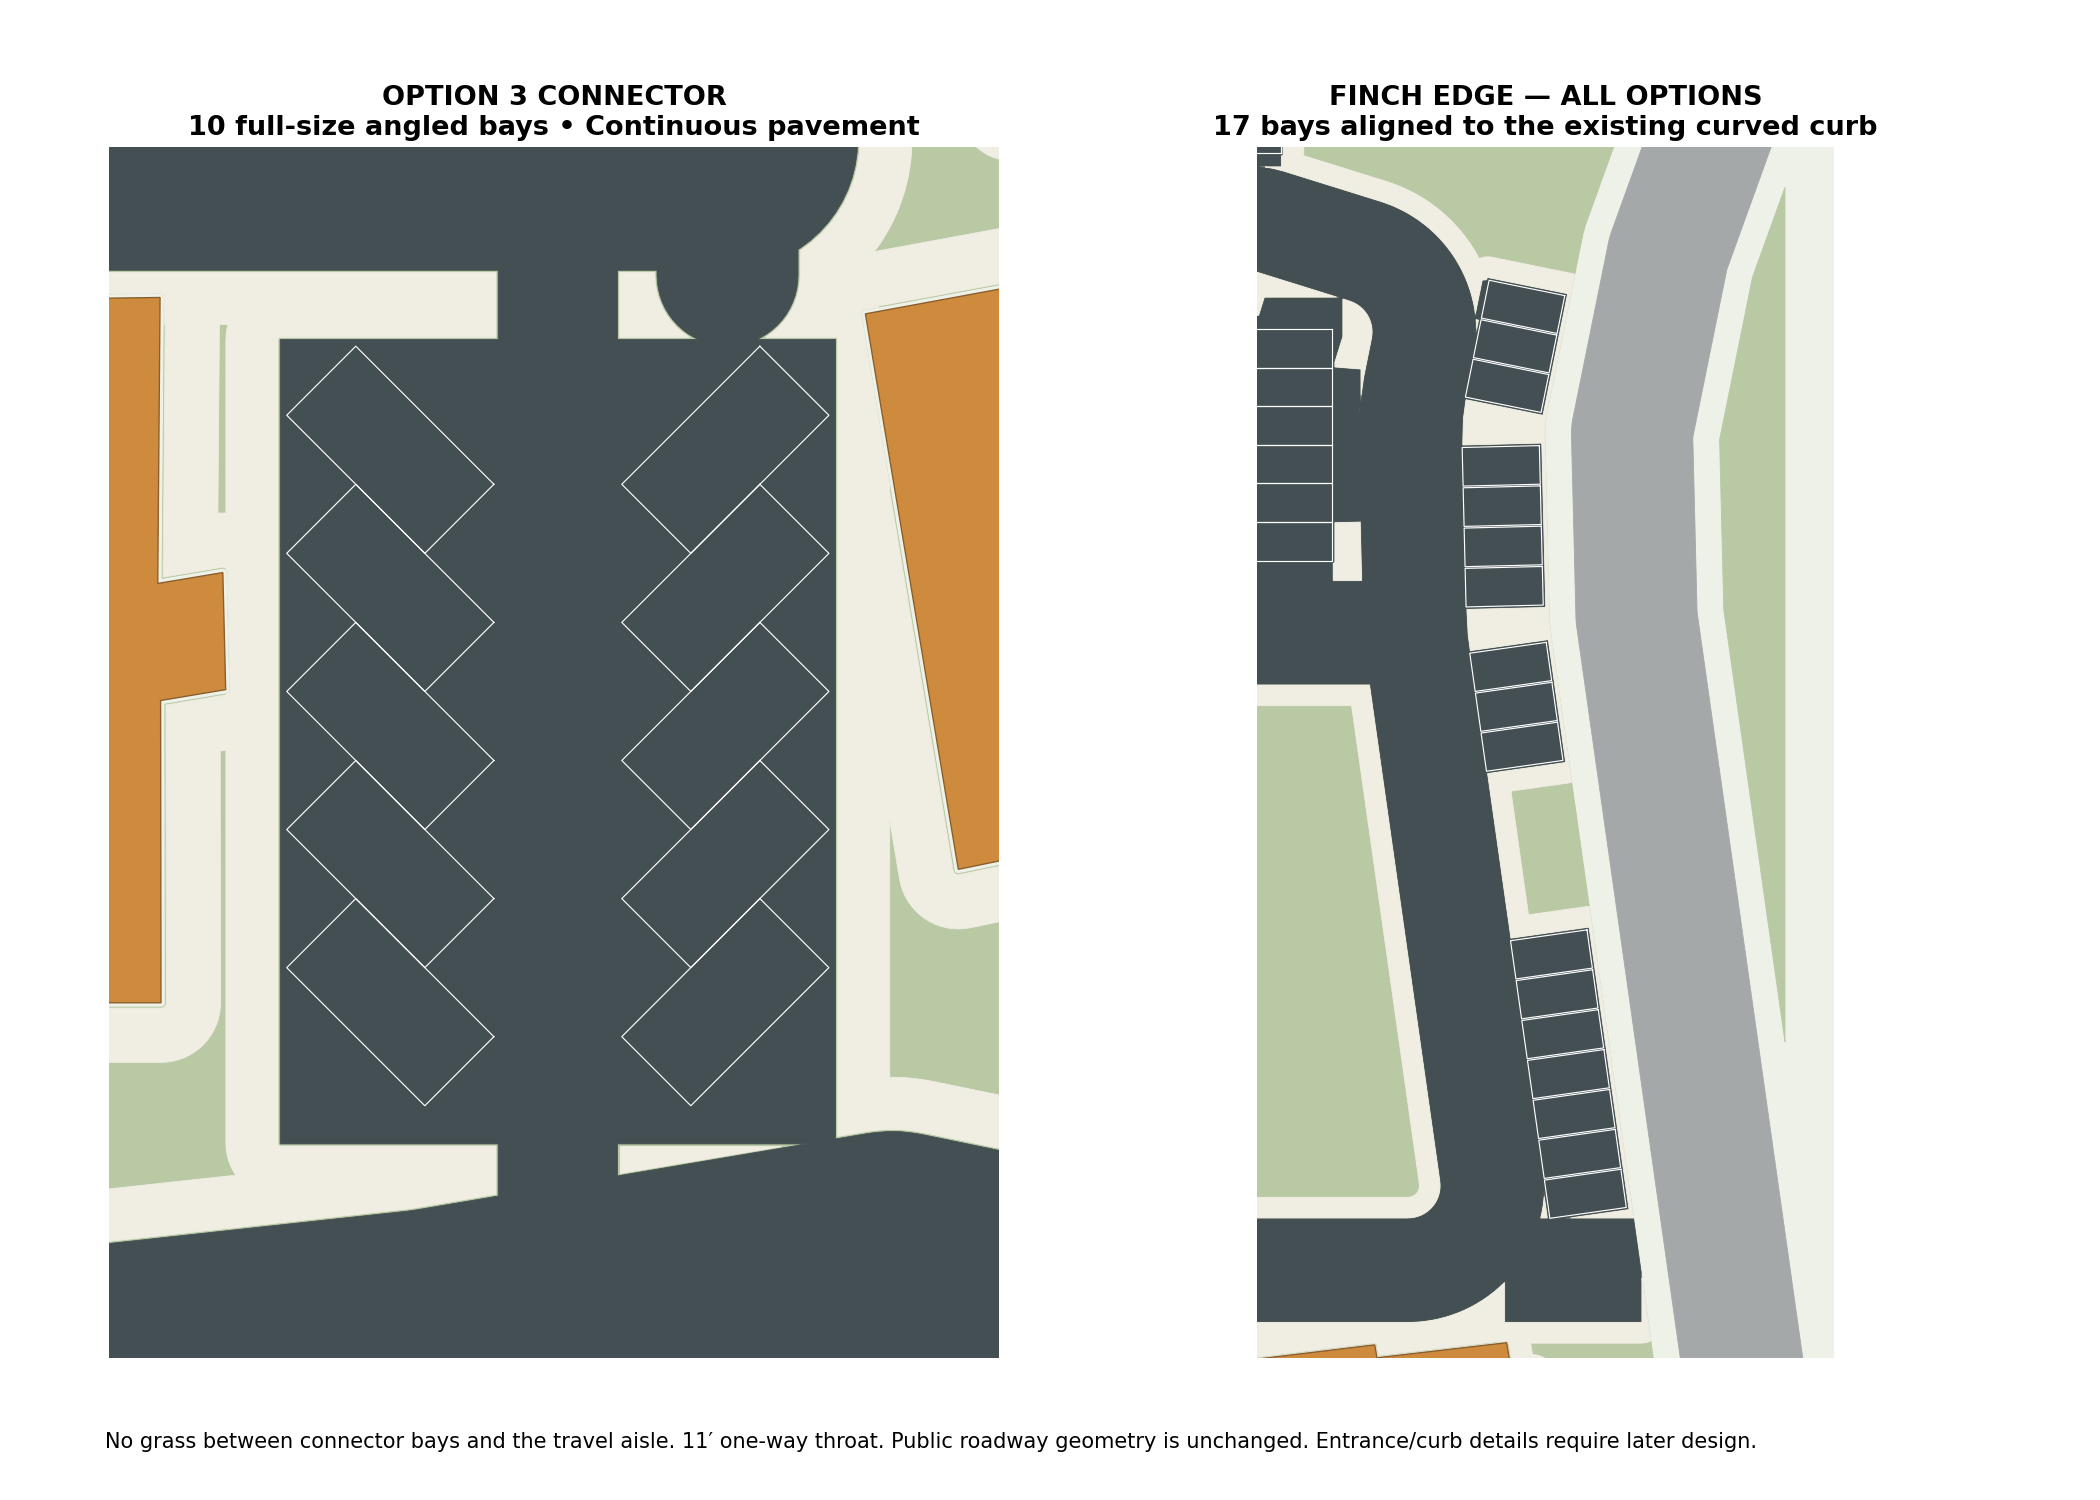 OPTION 3 CONNECTOR
10 full-size angled bays • Continuous pavement
FINCH EDGE — ALL OPTIONS
17 bays aligned to the existing curved curb
No grass between connector bays and the travel aisle. 11′ one-way throat. Public roadway geometry is unchanged. Entrance/curb details require later design.